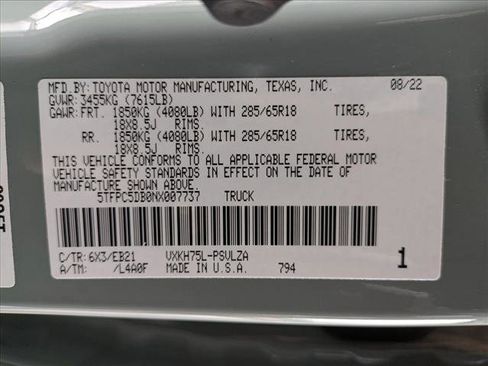 MFD.BY:TOYOTA MOTOR MANUFACTURING, TEXAS, INC. 08/22
GVWR: 3455KG (7615LB)
GAWR: FRT. 1850KG (4080LB) WITH 285/65R18 TIRES,
18X8.5J RIMS.
RR. 1850KG (4080LB) WITH 285/65R18 TIRES,
18X8.5J RIMS.
THIS VEHICLE CONFORMS TO ALL APPLICABLE FEDERAL MOTOR
VEHICLE SAFETY STANDARDS IN EFFECT ON THE DATE OF
MANUFACTURE SHOWN ABOVE.
5TFPC5DB0NX007737 TRUCK
C/TR:6X3/EB21 VXKH75L-PSVLZA
A/TM: /L4A0F MADE IN U.S.A. 794 1